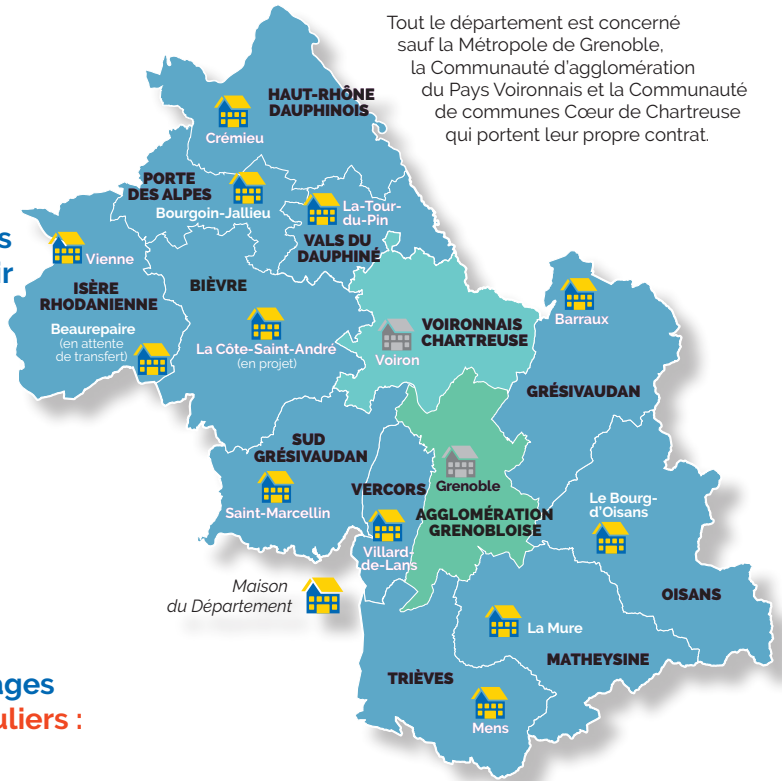 Tout le département est concerné
sauf la Métropole de Grenoble,
la Communauté d'agglomération
du Pays Voironnais et la Communauté
de communes Cœur de Chartreuse
qui portent leur propre contrat.
HAUT-RHÔNE
DAUPHINOIS
Crémieu
PORTE
DES ALPES
Bourgoin-Jallieu
La-Tour-
du-Pin
VALS DU
DAUPHINÉ
s
ir
Vienne
ISÈRE
RHODANIENNE
Beaurepaire
(en attente
de transfert)
BIÈVRE
La Côte-Saint-André
(en projet)
VOIRONNAIS
CHARTREUSE
Voiron
Barraux
GRÉSIVAUDAN
SUD
GRÉSIVAUDAN
Saint-Marcellin
VERCORS
Villard-
de-Lans
Grenoble
AGGLOMÉRATION
GRENOBLOISE
Le Bourg-
d'Oisans
OISANS
Maison
du Département
La Mure
MATHEYSINE
TRIÈVES
Mens
ages
uliers :